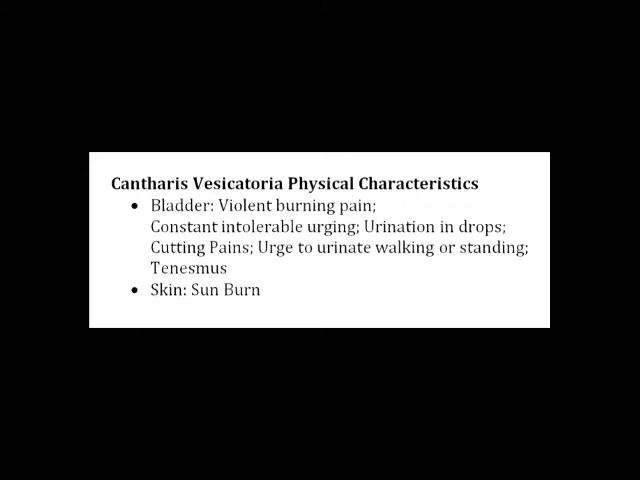 Cantharis Vesicatoria Physical Characteristics
• Bladder: Violent burning pain;
Constant intolerable urging; Urination in drops;
Cutting Pains; Urge to urinate walking or standing;
Tenesmus
• Skin: Sun Burn